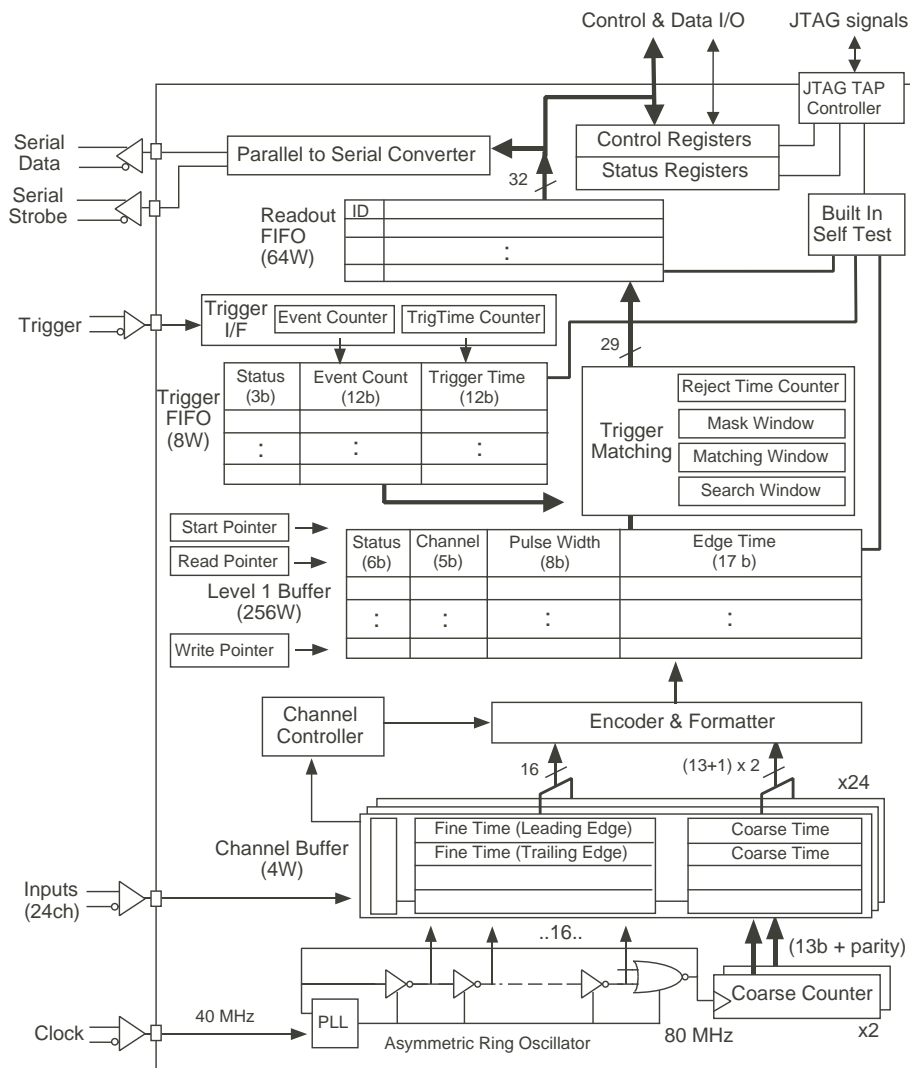 Control & Data I/O
JTAG signals
JTAG TAP
Controller
Serial
Data
Parallel to Serial Converter
Control Registers
Status Registers
32
Serial
Strobe
Readout
FIFO
(64W)
ID
:
Built In
Self Test
Trigger
Trigger
I/F
Event Counter
TrigTime Counter
29
Trigger
FIFO
(8W)
Status
(3b)
Event Count
(12b)
Trigger Time
(12b)
:
:
:
Trigger
Matching
Reject Time Counter
Mask Window
Matching Window
Search Window
Start Pointer
Read Pointer
Level 1 Buffer
(256W)
Write Pointer
Status
(6b)
Channel
(5b)
Pulse Width
(8b)
Edge Time
(17 b)
:
:
:
:
Channel
Controller
Encoder & Formatter
16
(13+1) x 2
x24
Channel Buffer
(4W)
Fine Time (Leading Edge)
Coarse Time
Fine Time (Trailing Edge)
Coarse Time
Inputs
(24ch)
..16..
(13b + parity)
Coarse Counter
x2
Clock
40 MHz
PLL
80 MHz
Asymmetric Ring Oscillator